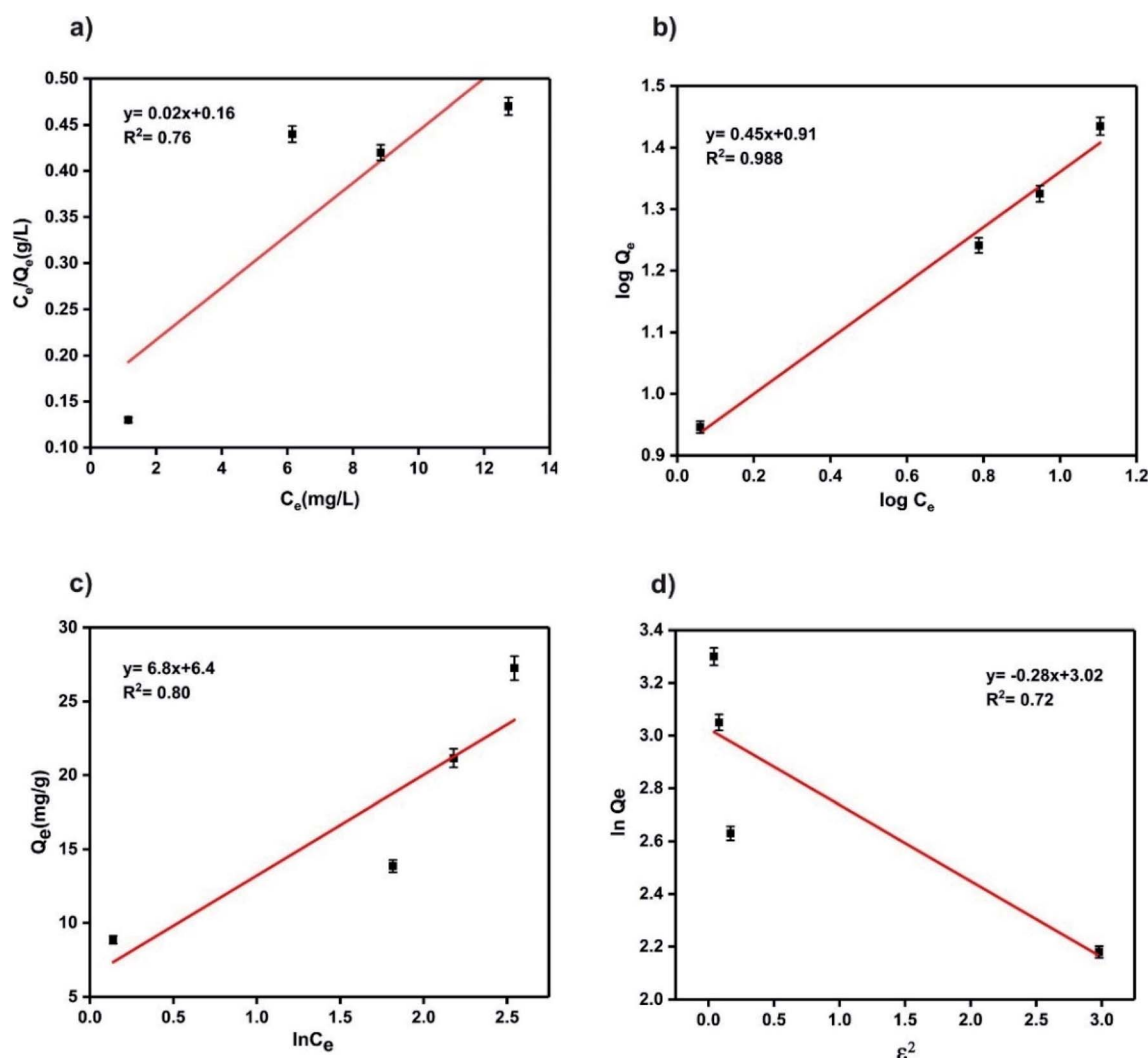 a)
y= 0.02x+0.16
R²= 0.76
0.50
0.45
0.40
0.35
0.30
0.25
0.20
0.15
0.10
Cₑ/Qₑ(g/L)
0 2 4 6 8 10 12 14
Cₑ(mg/L)
b)
y= 0.45x+0.91
R²= 0.988
1.5
1.4
1.3
1.2
1.1
1.0
0.9
log Qₑ
0.0 0.2 0.4 0.6 0.8 1.0 1.2
log Cₑ
c)
y= 6.8x+6.4
R²= 0.80
30
25
20
15
10
5
Qe(mg/g)
0.0 0.5 1.0 1.5 2.0 2.5
lnCe
d)
y= -0.28x+3.02
R²= 0.72
3.4
3.2
3.0
2.8
2.6
2.4
2.2
2.0
ln Qe
0.0 0.5 1.0 1.5 2.0 2.5 3.0
ε²